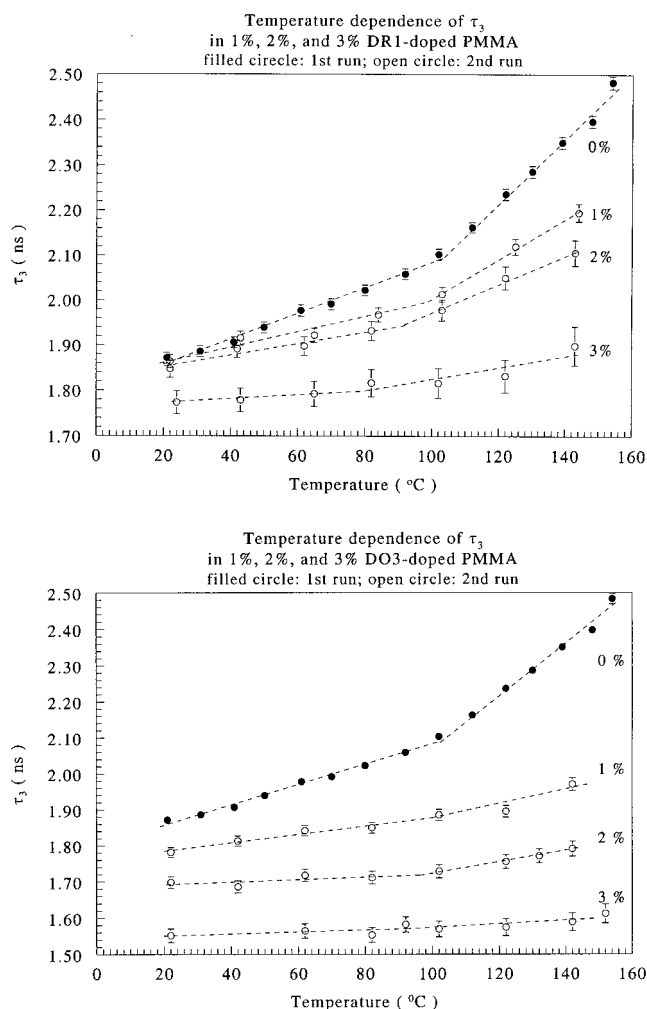 Temperature dependence of τ3
in 1%, 2%, and 3% DR1-doped PMMA
filled cirecle: 1st run; open circle: 2nd run
2.50
2.40
2.30
2.20
2.10
2.00
1.90
1.80
1.70
τ3 ( ns )
0%
1%
2%
3%
0 20 40 60 80 100 120 140 160
Temperature ( °C )
Temperature dependence of τ3
in 1%, 2%, and 3% DO3-doped PMMA
filled circle: 1st run; open circle: 2nd run
2.50
2.40
2.30
2.20
2.10
2.00
1.90
1.80
1.70
1.60
1.50
τ3 ( ns )
0 %
1 %
2 %
3 %
0 20 40 60 80 100 120 140 160
Temperature ( °C )